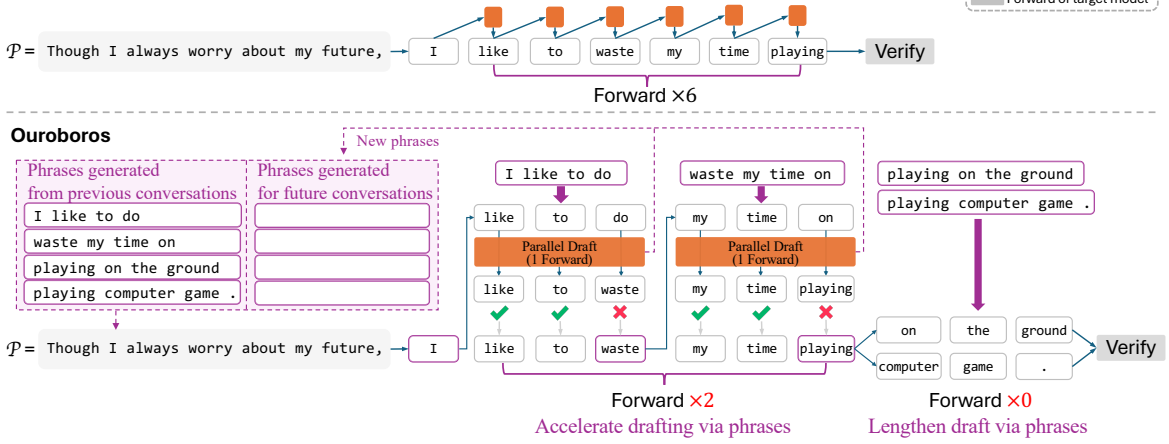 Forward of target model
𝒫 = Though I always worry about my future, I like to waste my time playing Verify
Forward ×6
Ouroboros
New phrases
Phrases generated from previous conversations
I like to do
waste my time on
playing on the ground
playing computer game .
Phrases generated for future conversations
I like to do
like to do
Parallel Draft
(1 Forward)
like to waste
waste my time on
my time on
Parallel Draft
(1 Forward)
my time playing
playing on the ground
playing computer game .
𝒫 = Though I always worry about my future, I like to waste my time playing
on the ground
computer game .
Verify
Forward ×2
Accelerate drafting via phrases
Forward ×0
Lengthen draft via phrases